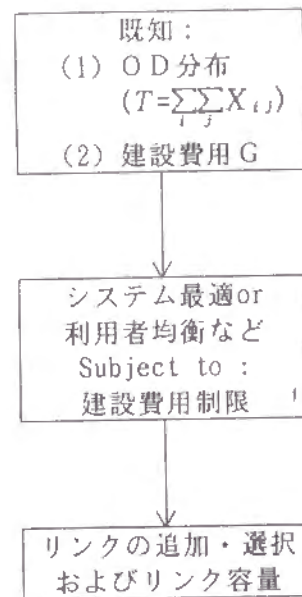 既知：
(1) OD分布
(T=∑∑X_{ij})
i j
(2) 建設費用G
システム最適or
利用者均衡など
Subject to :
建設費用制限
リンクの追加・選択
およびリンク容量